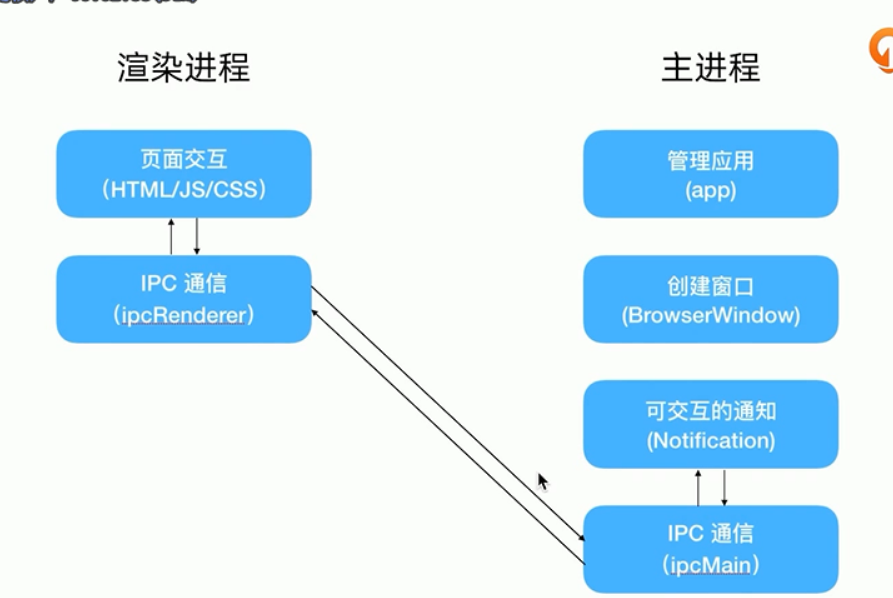 渲染进程
主进程
页面交互
（HTML/JS/CSS）
IPC 通信
（ipcRenderer）
管理应用
(app)
创建窗口
(BrowserWindow)
可交互的通知
(Notification)
IPC 通信
（ipcMain）